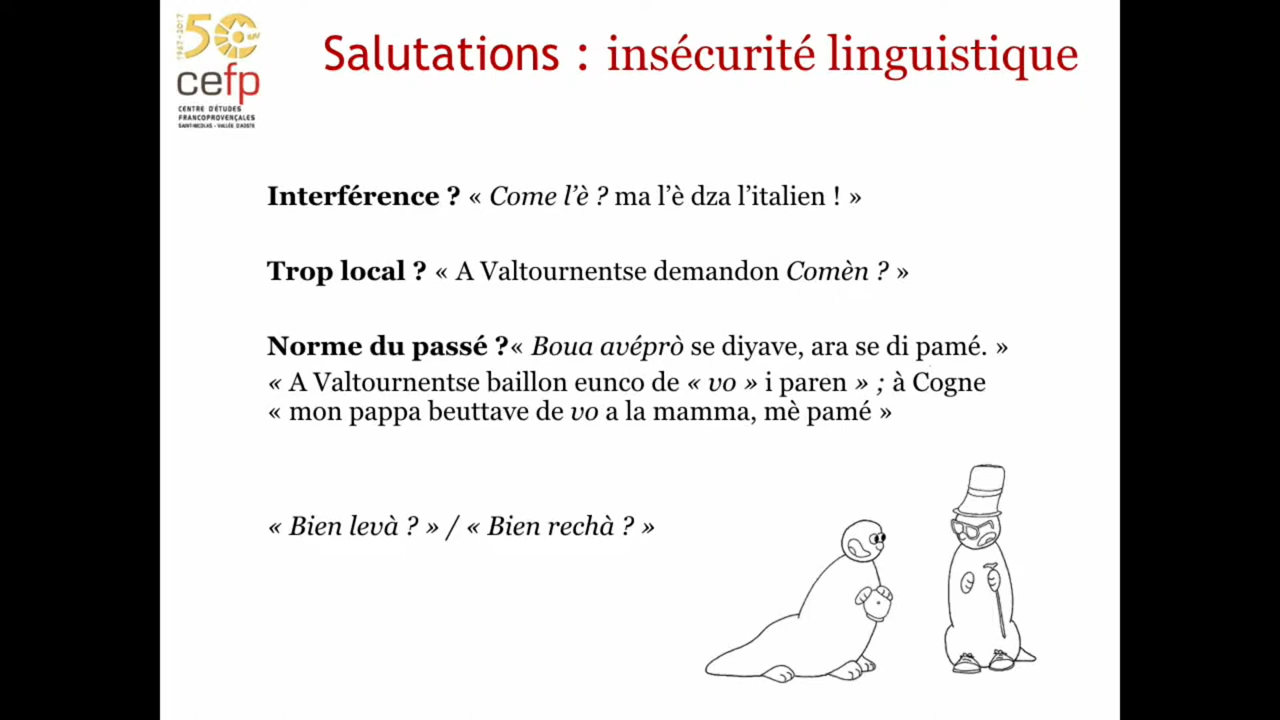 1967-2017
50
cefp
CENTRE D'ÉTUDES
FRANCOPROVENÇALES
SAINT-NICOLAS - VALLÉE D'AOSTE
Salutations : insécurité linguistique
Interférence ? « Come l’è ? ma l’è dza l’italien ! »
Trop local ? « A Valtournentse demandon Comèn ? »
Norme du passé ?« Boua avéprò se diyave, ara se di pamé. »
« A Valtournentse baillon eunco de « vo » i paren » ; à Cogne
« mon pappa beuttave de vo a la mamma, mè pamé »
« Bien levà ? » / « Bien rechà ? »